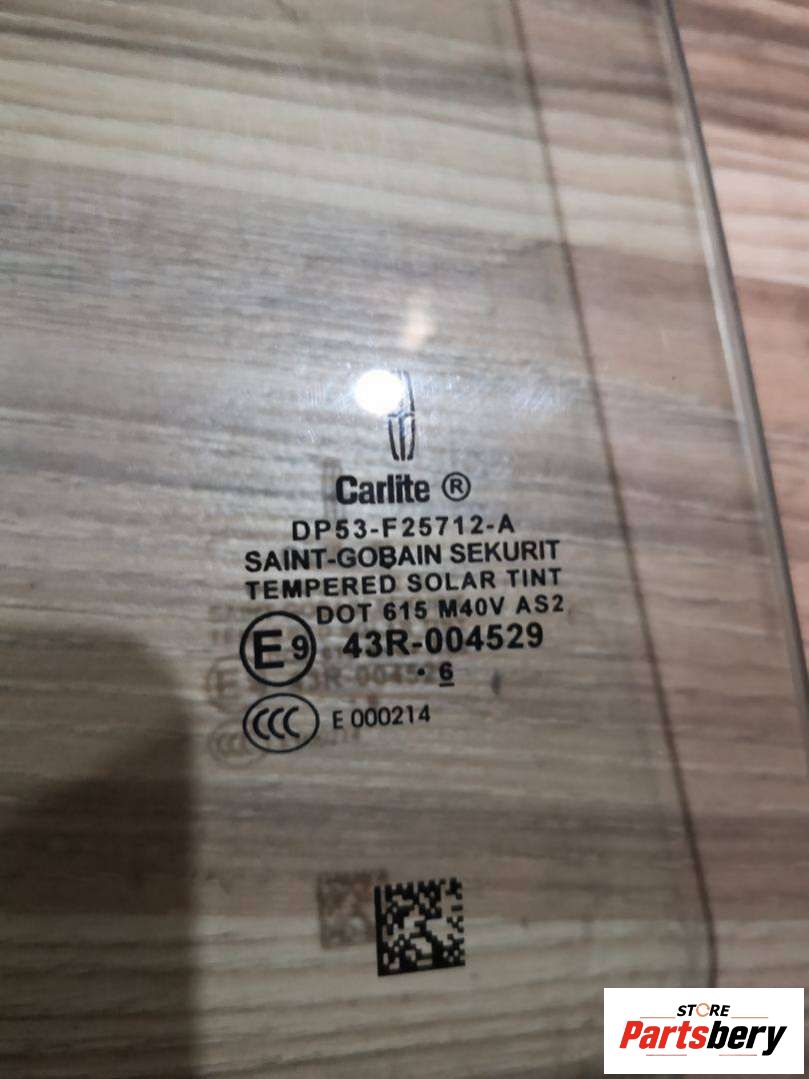 Carlite ®
DP53-F25712-A
SAINT-GOBAIN SEKURIT
TEMPERED SOLAR TINT
DOT 615 M40V AS2
E9 43R-004529
. 6
CCC E 000214
STORE
Partsbery